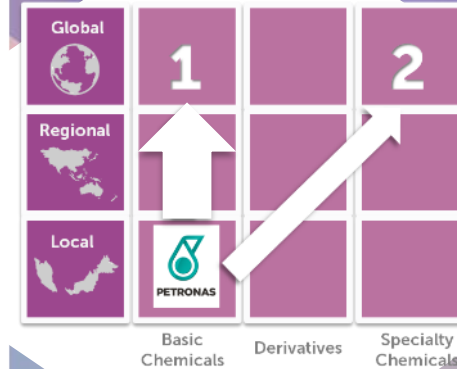 Global
1
2
Regional
Local
PETRONAS
Basic
Chemicals
Derivatives
Specialty
Chemicals